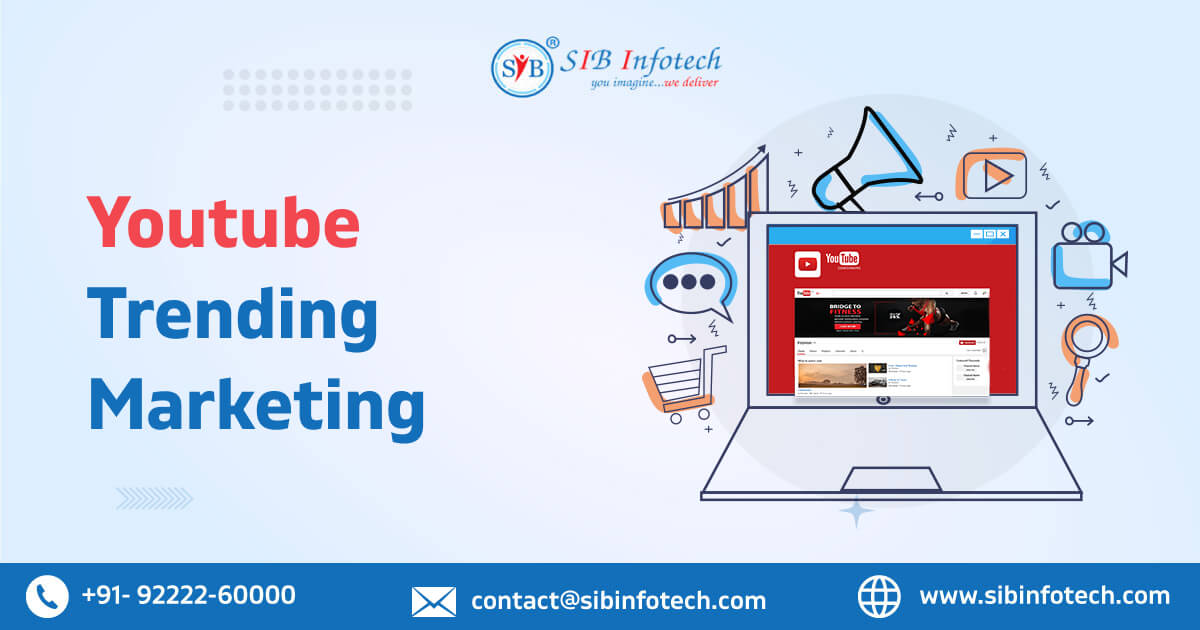 SYB ®
SIB Infotech
you imagine...we deliver
Youtube
Trending
Marketing
YouTube
BRIDGE TO
FITNESS
+91- 92222-60000
contact@sibinfotech.com
www.sibinfotech.com